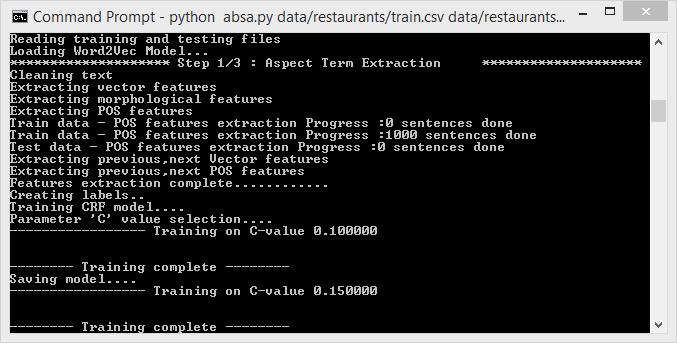 Command Prompt - python  absa.py data/restaurants/train.csv data/restaurants...
Reading training and testing files
Loading Word2Vec Model...
******************** Step 1/3 : Aspect Term Extraction     ********************
Cleaning text
Extracting vector features
Extracting morphological features
Extracting POS features
Train data - POS features extraction Progress :0 sentences done
Train data - POS features extraction Progress :1000 sentences done
Test data - POS features extraction Progress :0 sentences done
Extracting previous,next Vector features
Extracting previous,next POS features
Features extraction complete............
Creating labels..
Training CRF model....
Parameter 'C' value selection....
----------------- Training on C-value 0.100000
-------- Training complete --------
Saving model....
----------------- Training on C-value 0.150000
-------- Training complete --------